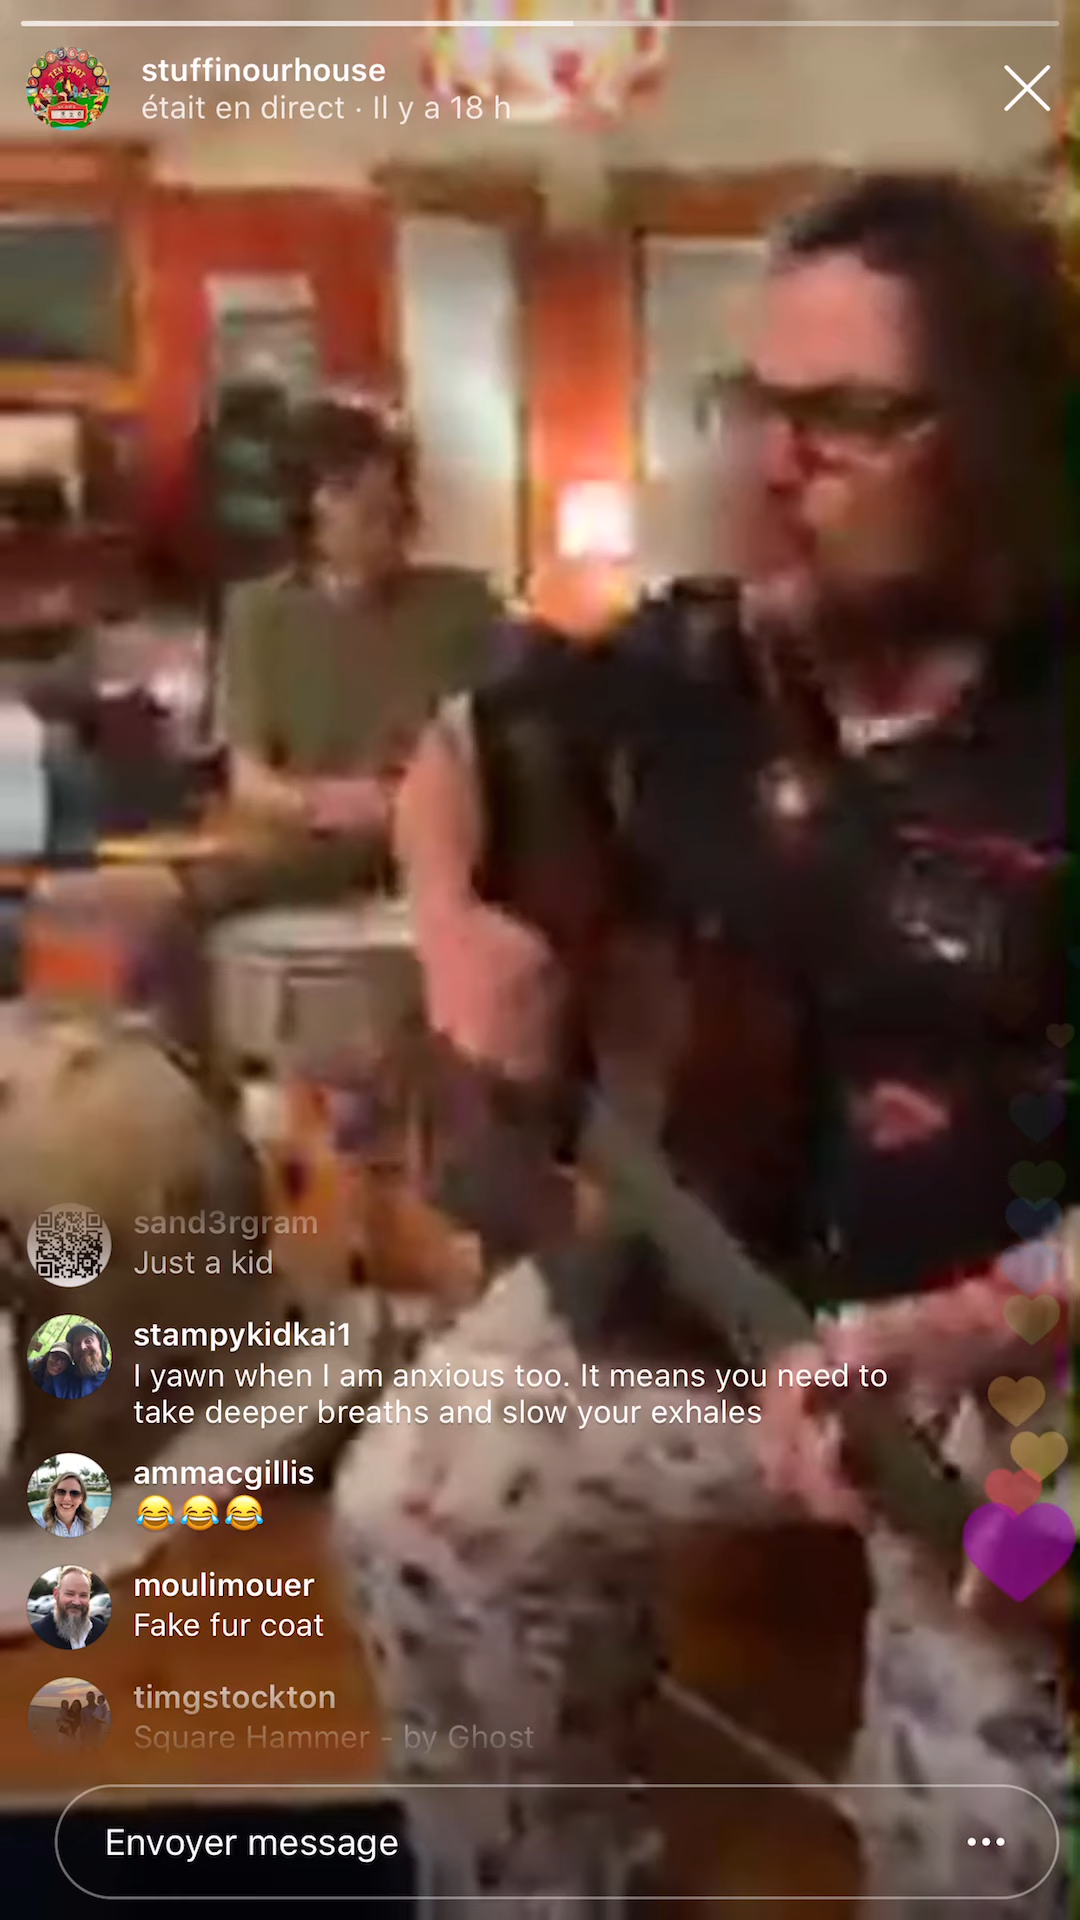 stuffinourhouse
était en direct · Il y a 18 h
TEN SPOT
sand3rgram
Just a kid
stampykidkai1
I yawn when I am anxious too. It means you need to
take deeper breaths and slow your exhales
ammacgillis
😂😂😂
moulimouer
Fake fur coat
timgstockton
Square Hammer - by Ghost
Envoyer message